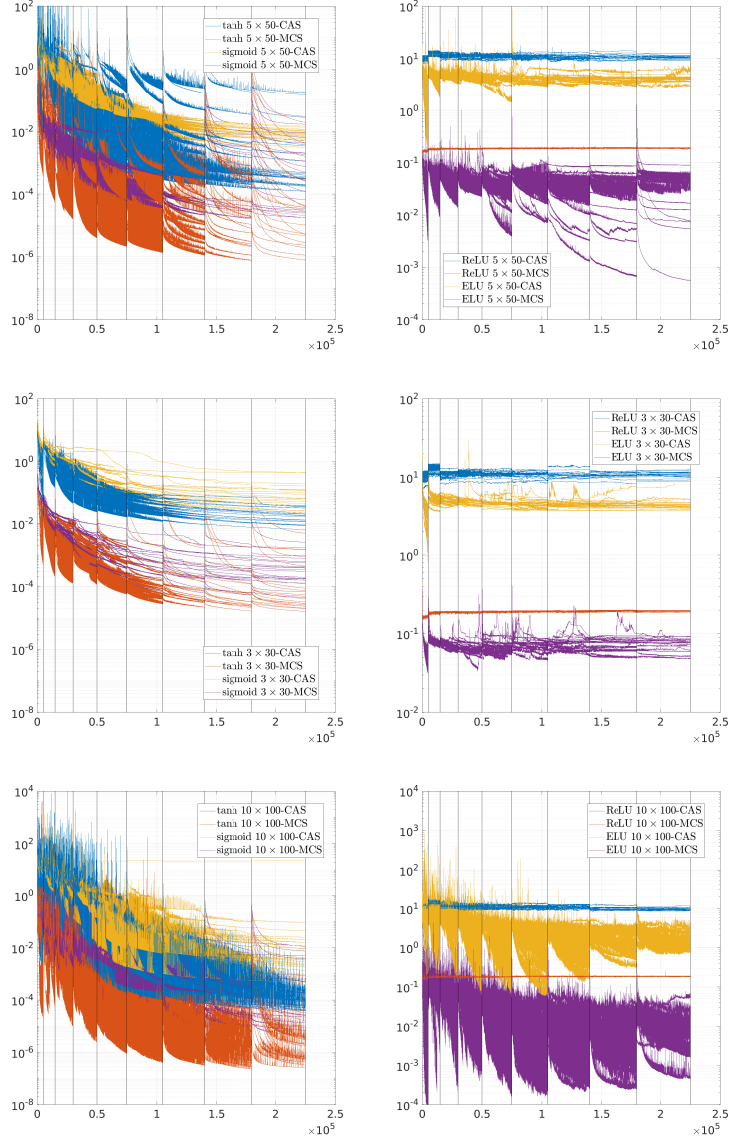 10^2
10^0
10^-2
10^-4
10^-6
10^-8
0 0.5 1 1.5 2 2.5
×10^5
tanh 5 × 50-CAS
tanh 5 × 50-MCS
sigmoid 5 × 50-CAS
sigmoid 5 × 50-MCS
10^2
10^1
10^0
10^-1
10^-2
10^-3
10^-4
0 0.5 1 1.5 2 2.5
×10^5
ReLU 5 × 50-CAS
ReLU 5 × 50-MCS
ELU 5 × 50-CAS
ELU 5 × 50-MCS
10^2
10^0
10^-2
10^-4
10^-6
10^-8
0 0.5 1 1.5 2 2.5
×10^5
tanh 3 × 30-CAS
tanh 3 × 30-MCS
sigmoid 3 × 30-CAS
sigmoid 3 × 30-MCS
10^2
10^1
10^0
10^-1
10^-2
0 0.5 1 1.5 2 2.5
×10^5
ReLU 3 × 30-CAS
ReLU 3 × 30-MCS
ELU 3 × 30-CAS
ELU 3 × 30-MCS
10^4
10^2
10^0
10^-2
10^-4
10^-6
10^-8
0 0.5 1 1.5 2 2.5
×10^5
tanh 10 × 100-CAS
tanh 10 × 100-MCS
sigmoid 10 × 100-CAS
sigmoid 10 × 100-MCS
10^4
10^3
10^2
10^1
10^0
10^-1
10^-2
10^-3
10^-4
0 0.5 1 1.5 2 2.5
×10^5
ReLU 10 × 100-CAS
ReLU 10 × 100-MCS
ELU 10 × 100-CAS
ELU 10 × 100-MCS